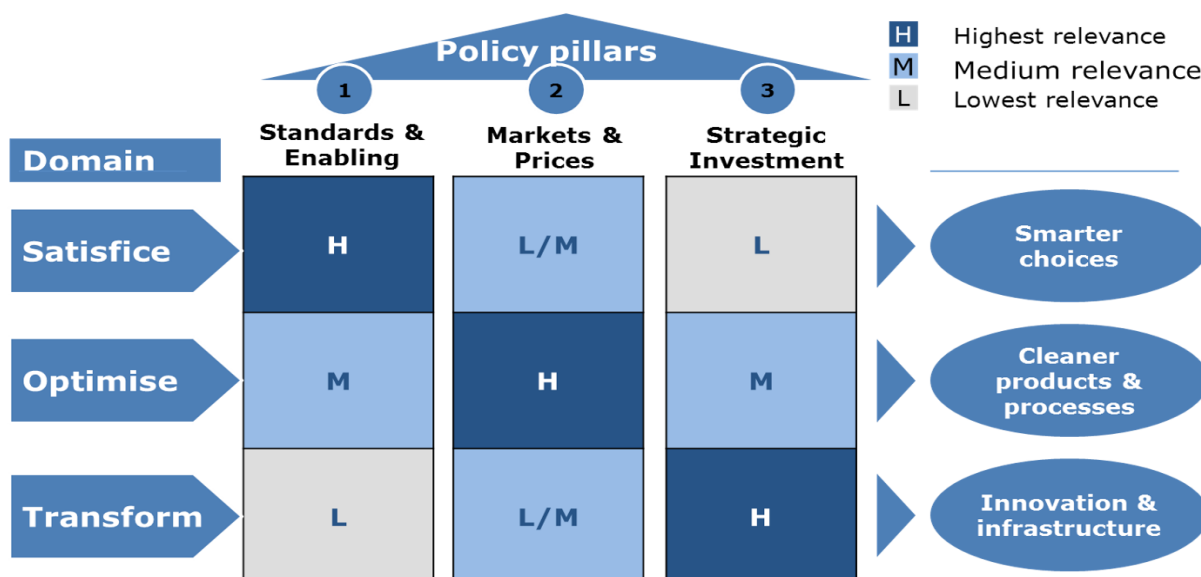 Policy pillars
H Highest relevance
M Medium relevance
L Lowest relevance
1
2
3
Standards &
Enabling
Markets &
Prices
Strategic
Investment
Domain
Satisfice
H
L/M
L
Smarter
choices
Optimise
M
H
M
Cleaner
products &
processes
Transform
L
L/M
H
Innovation &
infrastructure